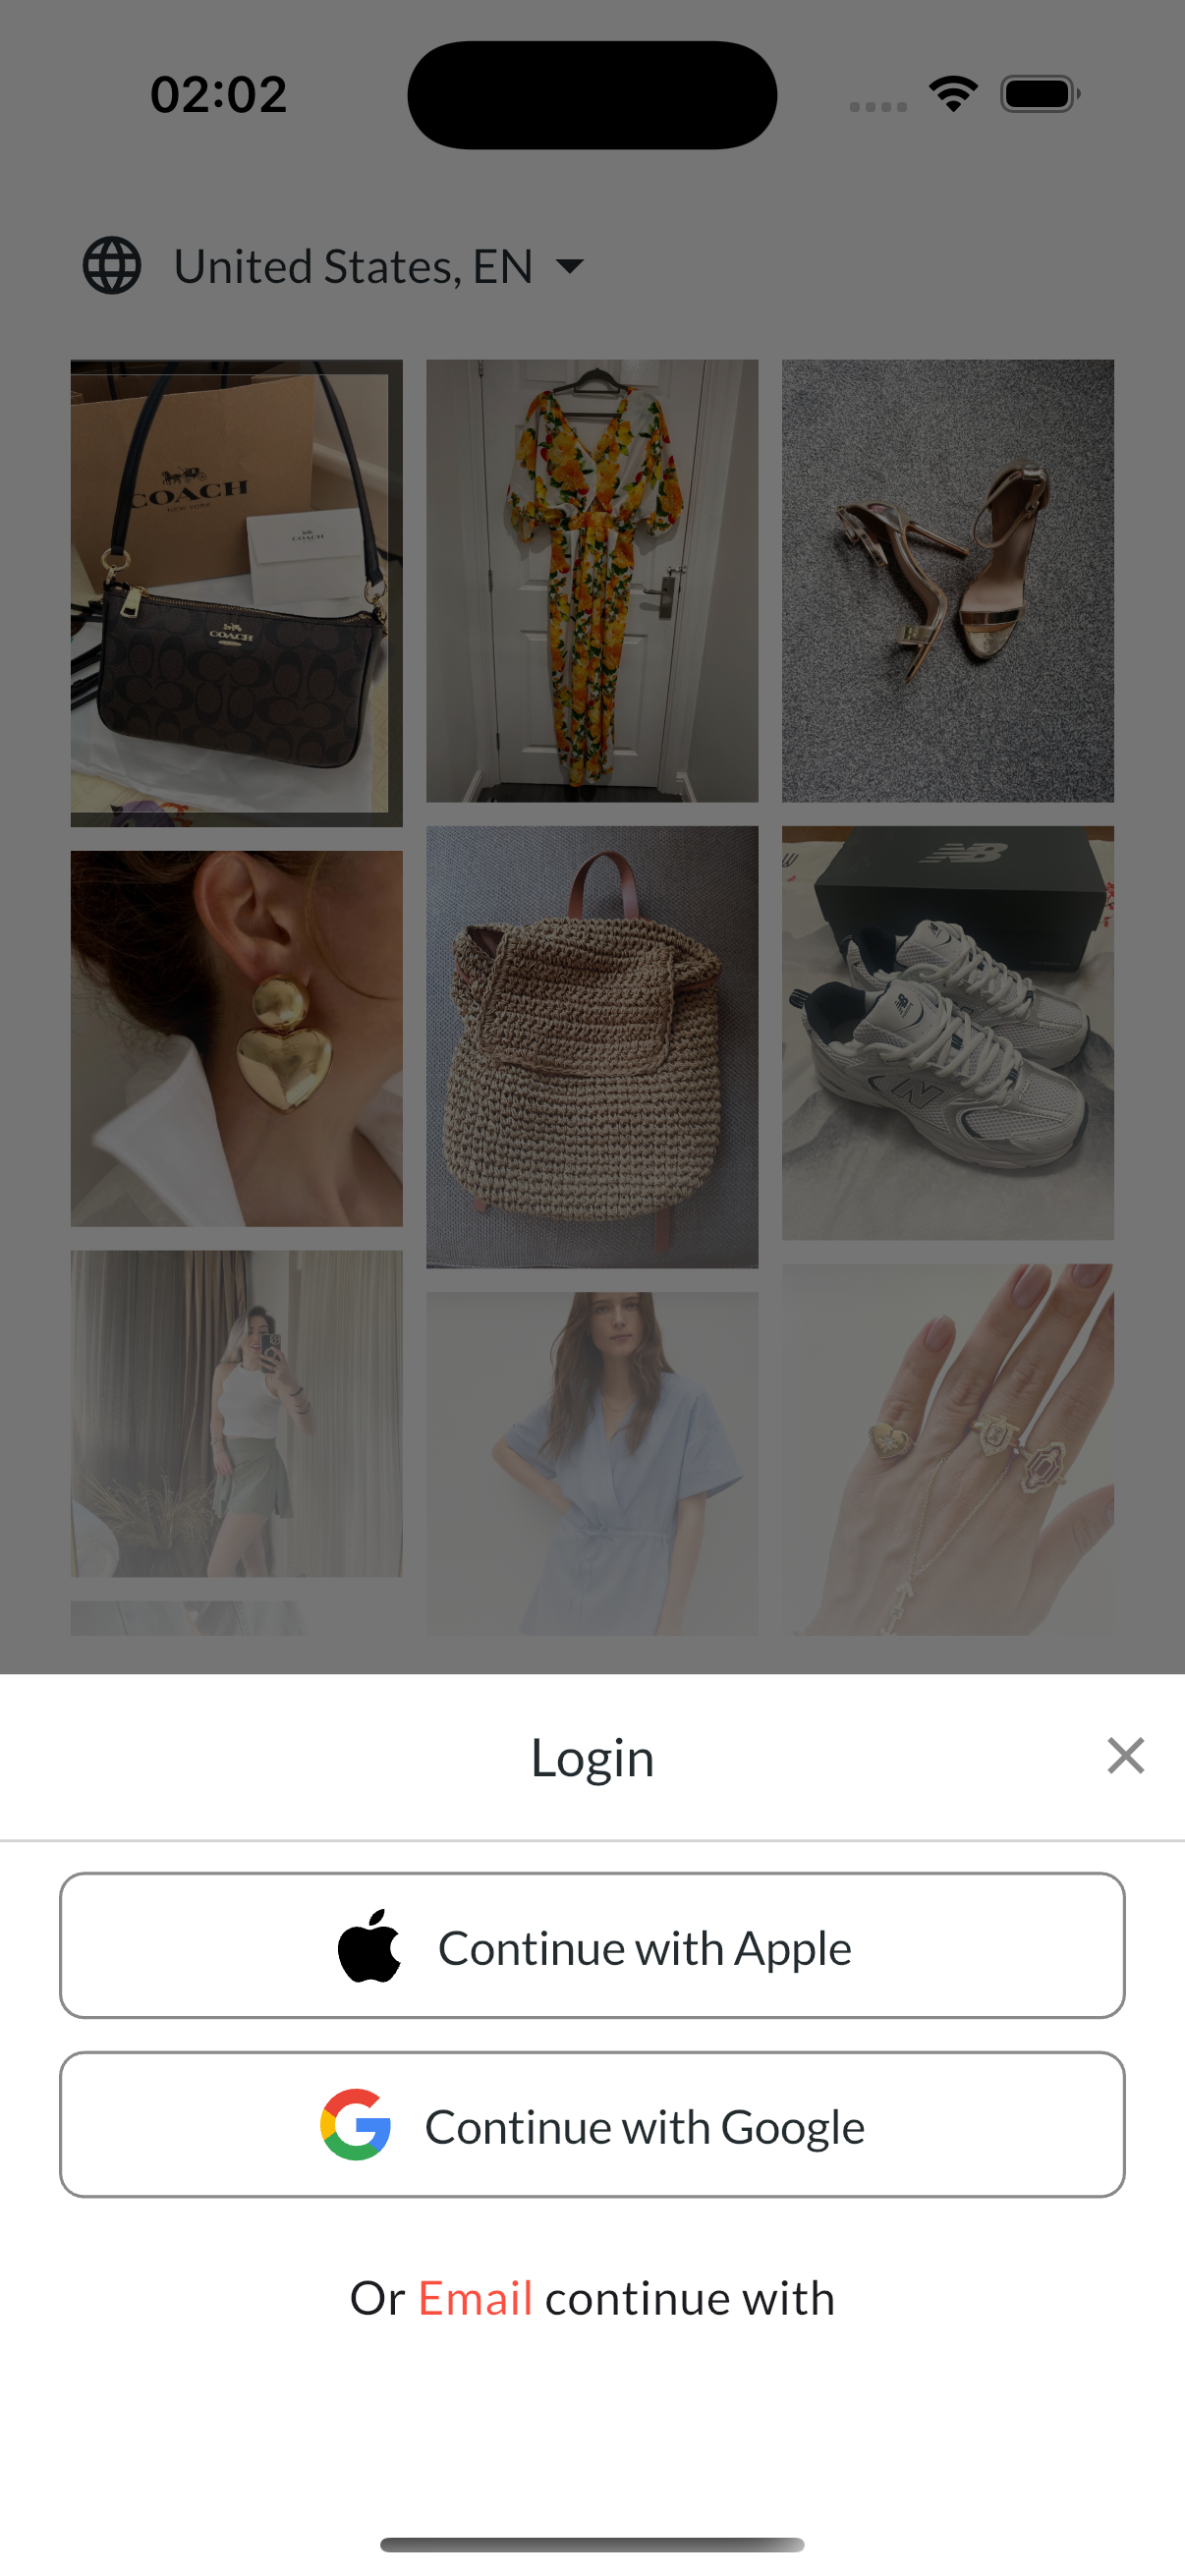 02:02
United States, EN
COACH
NEW YORK
COACH
COACH
NB
NB
N
Login
Continue with Apple
Continue with Google
Or Email continue with